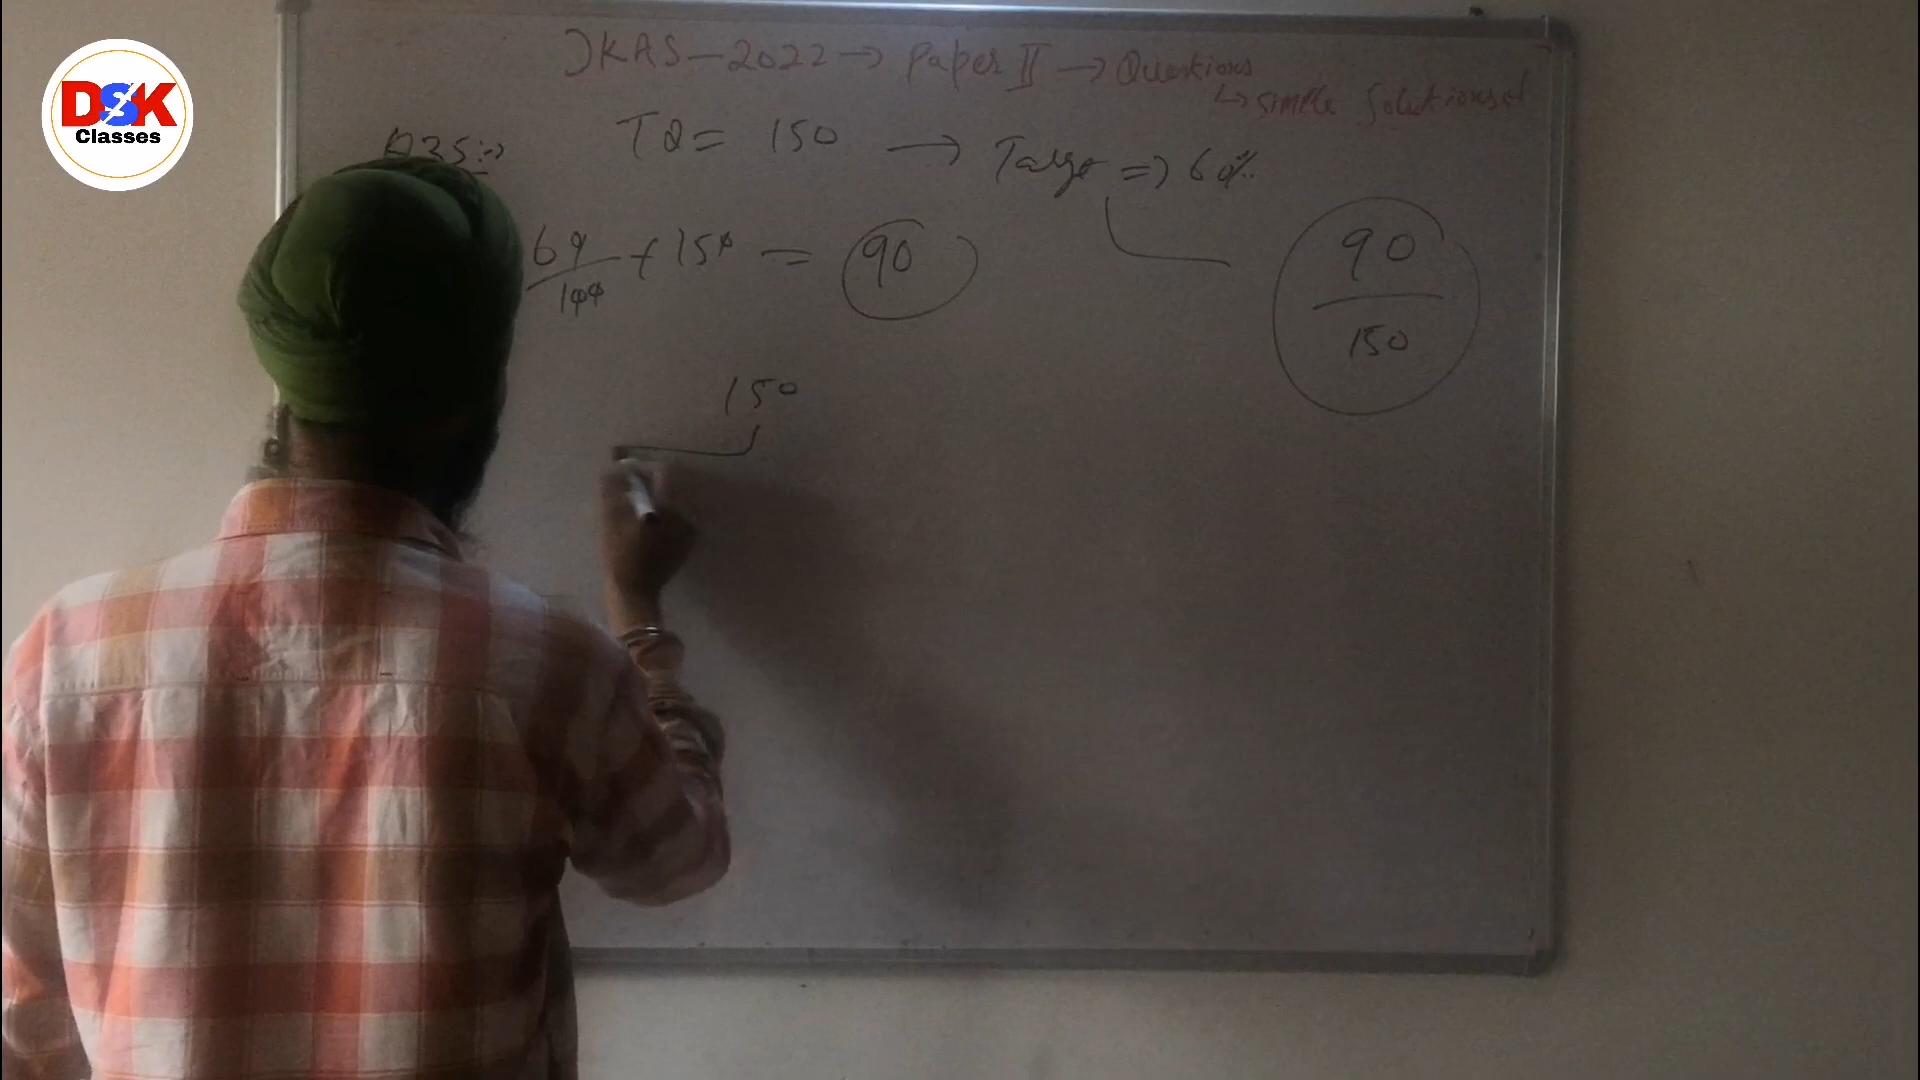 DSK
Classes
JKAS-2022 → Paper II → Questions
↳ simple Solutions
Q35:→ TQ = 150 → Target => 60%
60/100 × 150 = 90
90/150
150